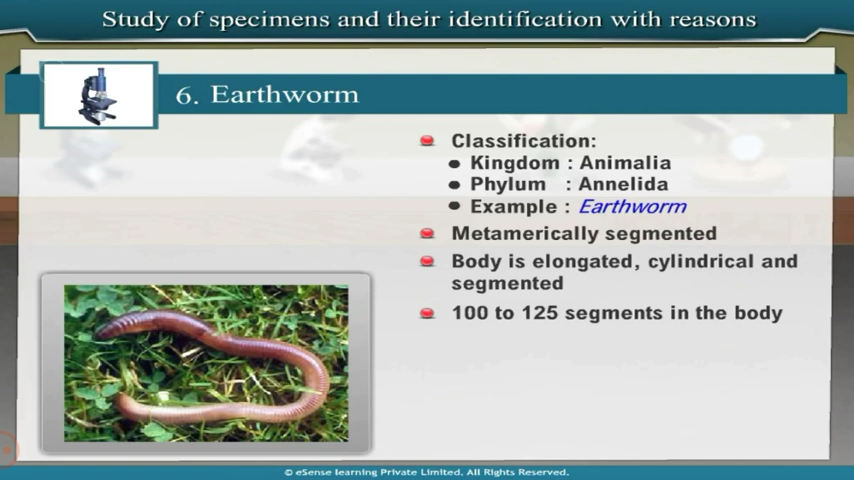 Study of specimens and their identification with reasons
6. Earthworm
Classification:
Kingdom : Animalia
Phylum : Annelida
Example : Earthworm
Metamerically segmented
Body is elongated, cylindrical and
segmented
100 to 125 segments in the body
© eSense learning Private Limited. All Rights Reserved.